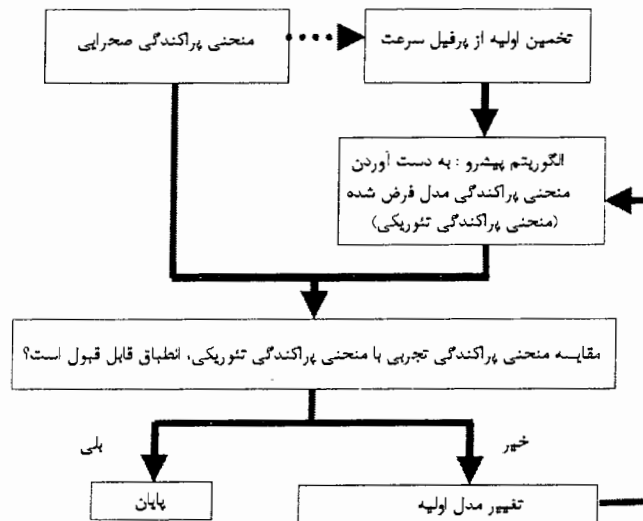 تخمین اولیه از پرفیل سرعت
منحنی پراکندگی صحرایی
الگوریتم پیشرو : به دست آوردن
منحنی پراکندگی مدل فرض شده
(منحنی پراکندگی تئوریکی)
مقایسه منحنی پراکندگی تجربی با منحنی پراکندگی تئوریکی، انطباق قابل قبول است؟
خیر
بلی
تغییر مدل اولیه
پایان